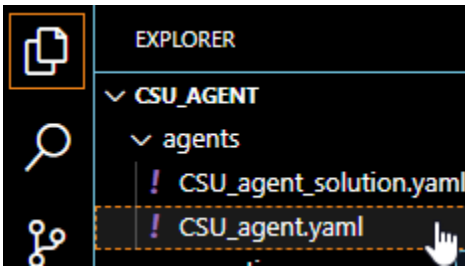 EXPLORER
CSU_AGENT
agents
! CSU_agent_solution.yaml
! CSU_agent.yaml